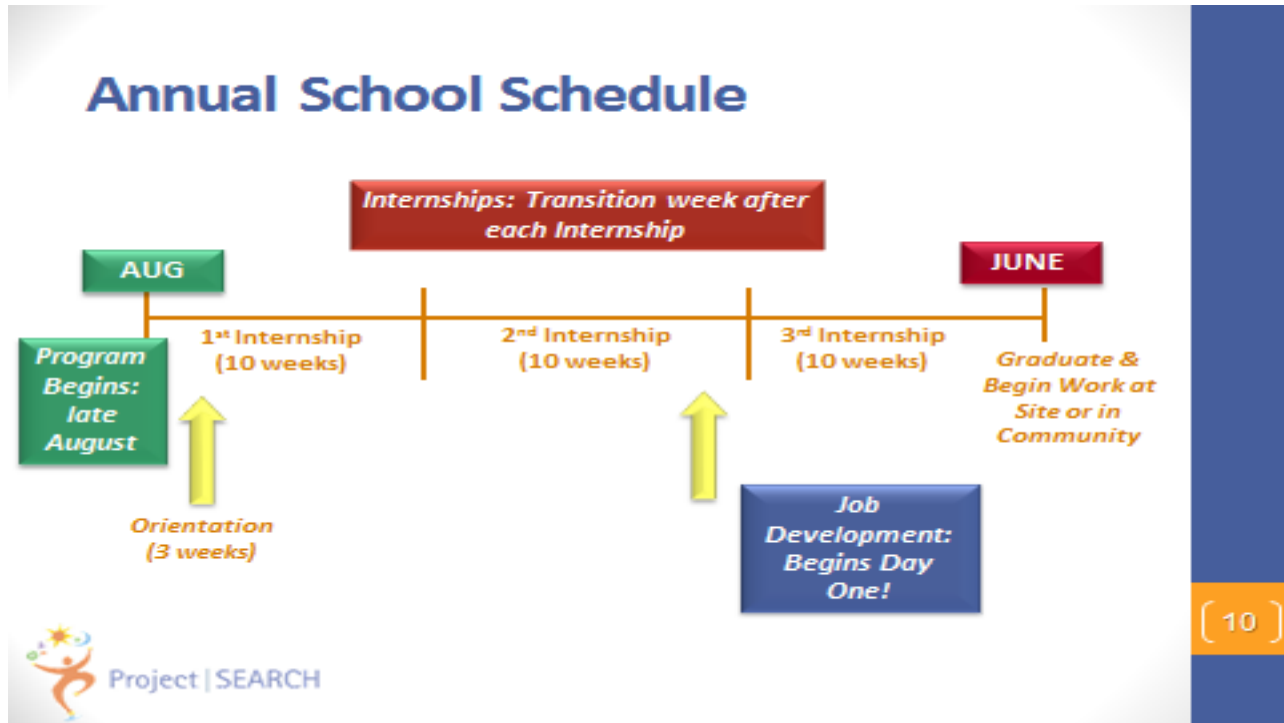 Annual School Schedule
Internships: Transition week after
each Internship
AUG
JUNE
1st Internship
(10 weeks)
2nd Internship
(10 weeks)
3rd Internship
(10 weeks)
Program
Begins:
late
August
Graduate &
Begin Work at
Site or in
Community
Orientation
(3 weeks)
Job
Development:
Begins Day
One!
10
Project | SEARCH